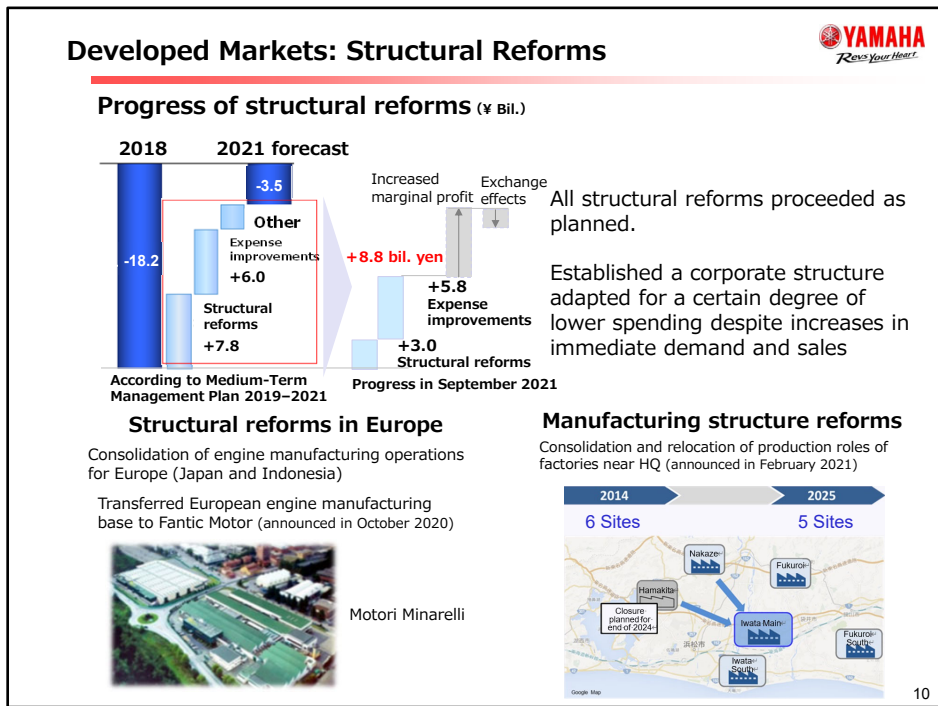 Developed Markets: Structural Reforms
YAMAHA
Revs Your Heart
Progress of structural reforms (¥ Bil.)
2018
2021 forecast
-3.5
-18.2
Other
Expense
improvements
+6.0
Structural
reforms
+7.8
According to Medium-Term
Management Plan 2019–2021
Increased
marginal profit
Exchange
effects
+8.8 bil. yen
+5.8
Expense
improvements
+3.0
Structural reforms
Progress in September 2021
All structural reforms proceeded as
planned.
Established a corporate structure
adapted for a certain degree of
lower spending despite increases in
immediate demand and sales
Structural reforms in Europe
Consolidation of engine manufacturing operations
for Europe (Japan and Indonesia)
Transferred European engine manufacturing
base to Fantic Motor (announced in October 2020)
Motori Minarelli
Manufacturing structure reforms
Consolidation and relocation of production roles of
factories near HQ (announced in February 2021)
2014
2025
6 Sites
5 Sites
Nakaze
Fukuroi
Hamakita
Closure
planned for
end of 2024
Iwata Main
浜松市
Fukuroi
South
Iwata
South
Google Map
10